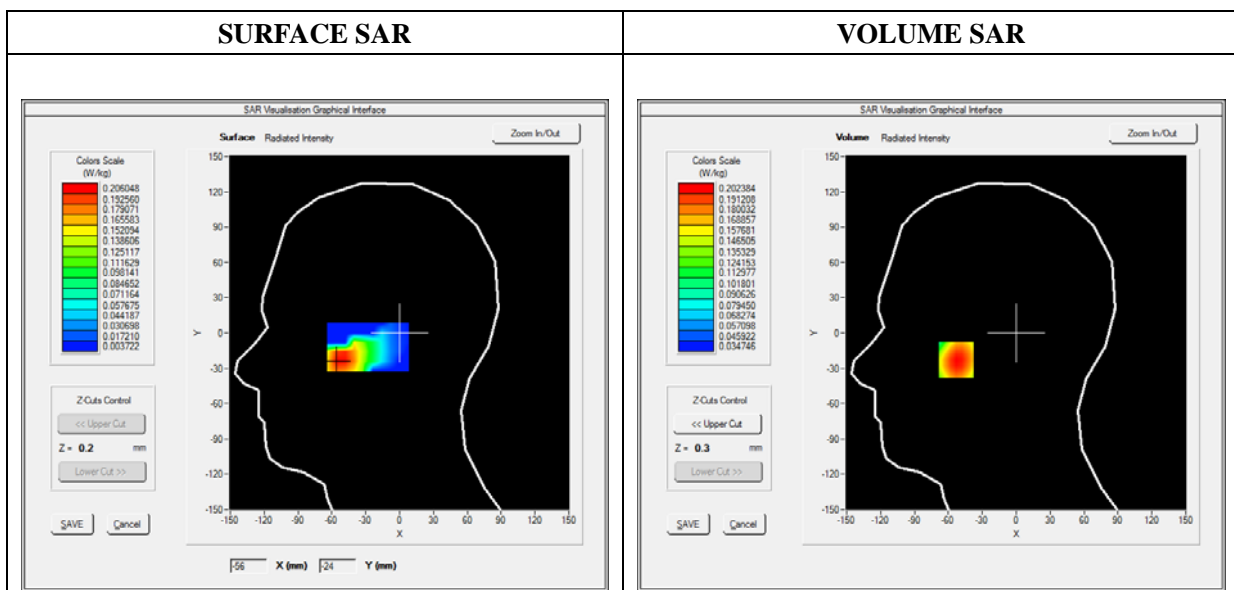 SURFACE SAR
VOLUME SAR
SAR Visualisation Graphical Interface
Surface Radiated Intensity
Zoom In/Out
Colors Scale
(W/kg)
0.206048
0.192560
0.179071
0.165583
0.152094
0.138606
0.125117
0.111629
0.098141
0.084652
0.071164
0.057675
0.044187
0.030698
0.017210
0.003722
Z-Cuts Control
<< Upper Cut
Z = 0.2 mm
Lower Cut >>
SAVE Cancel
150
120
90
60
30
0
-30
-60
-90
-120
-150
Y
-150 -120 -90 -60 -30 0 30 60 90 120 150
X
-56 X (mm) -24 Y (mm)
SAR Visualisation Graphical Interface
Volume Radiated Intensity
Zoom In/Out
Colors Scale
(W/kg)
0.202384
0.191208
0.180032
0.168857
0.157681
0.146505
0.135329
0.124153
0.112977
0.101801
0.090626
0.079450
0.068274
0.057098
0.045922
0.034746
Z-Cuts Control
<< Upper Cut
Z = 0.3 mm
Lower Cut >>
SAVE Cancel
150
120
90
60
30
0
-30
-60
-90
-120
-150
Y
-150 -120 -90 -60 -30 0 30 60 90 120 150
X